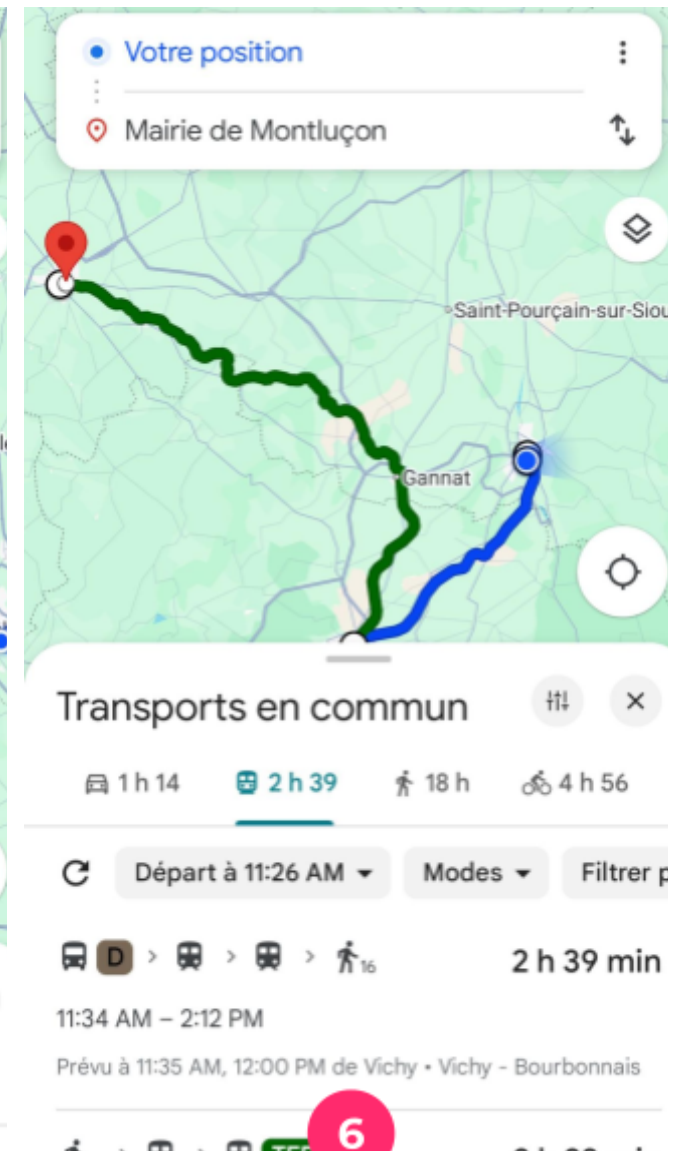 Votre position
Mairie de Montluçon
Saint-Pourçain-sur-Siou
Gannat
Transports en commun
1 h 14
2 h 39
18 h
4 h 56
Départ à 11:26 AM
Modes
Filtrer p
D
16
2 h 39 min
11:34 AM – 2:12 PM
Prévu à 11:35 AM, 12:00 PM de Vichy • Vichy - Bourbonnais
6